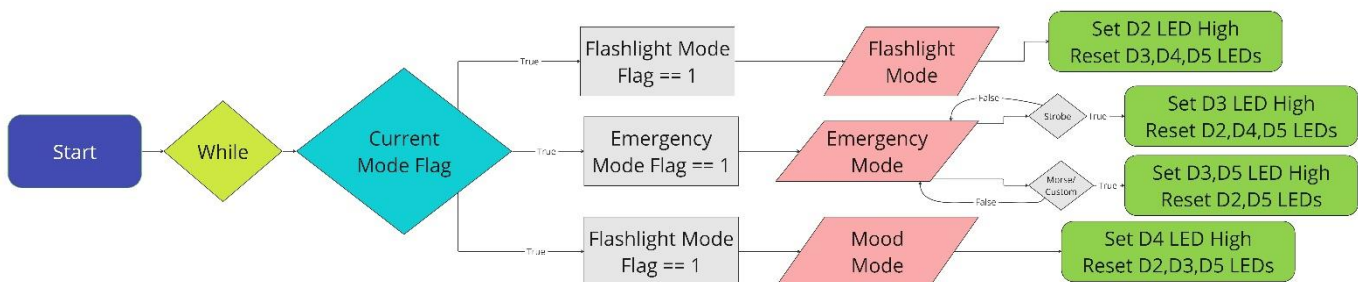 Start
While
Current
Mode Flag
True
Flashlight Mode
Flag == 1
Flashlight
Mode
Set D2 LED High
Reset D3,D4,D5 LEDs
True
Emergency
Mode Flag == 1
Emergency
Mode
False
Strobe
True
Set D3 LED High
Reset D2,D4,D5 LEDs
Morse/
Custom
True
False
Set D3,D5 LED High
Reset D2,D5 LEDs
True
Flashlight Mode
Flag == 1
Mood
Mode
Set D4 LED High
Reset D2,D3,D5 LEDs